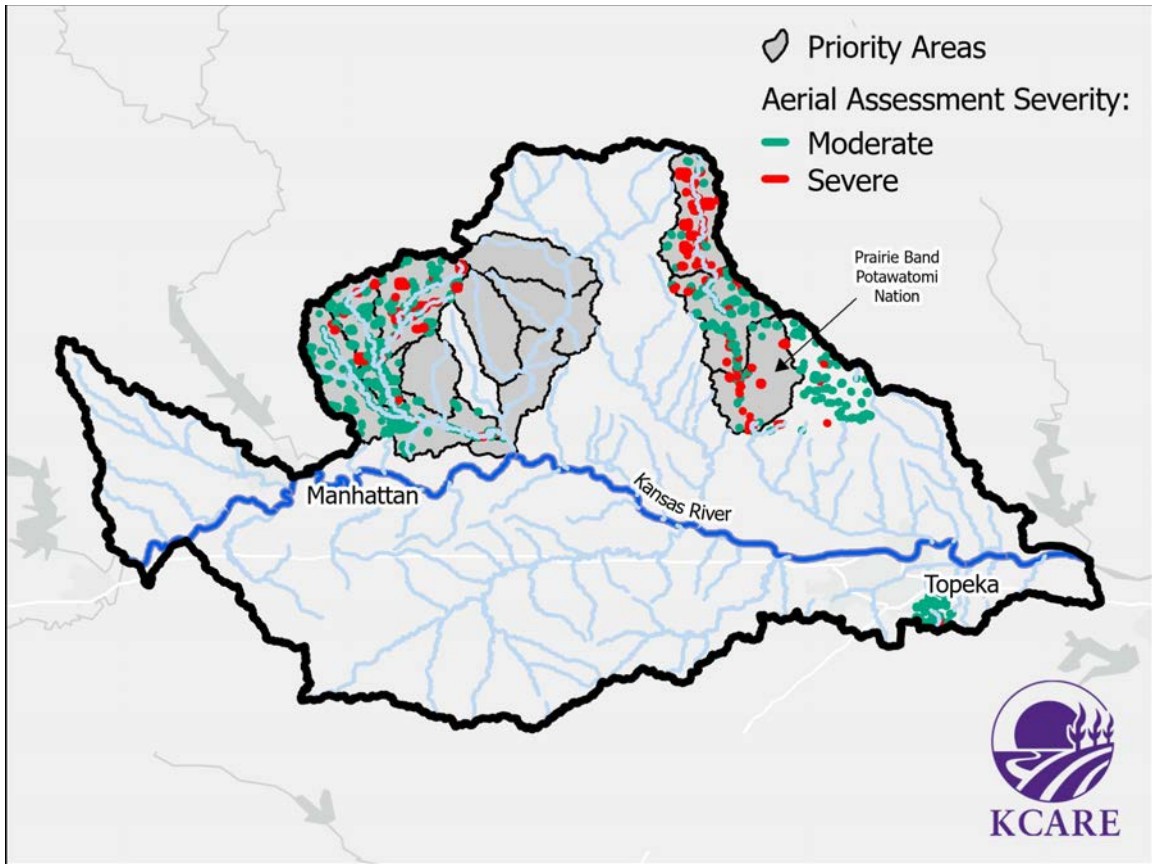 Priority Areas
Aerial Assessment Severity:
Moderate
Severe
Prairie Band
Potawatomi
Nation
Manhattan
Kansas River
Topeka
KCARE